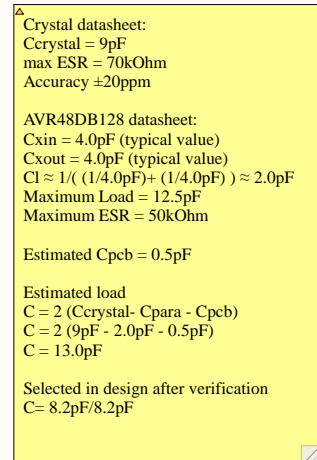 Crystal datasheet:
Ccrystal = 9pF
max ESR = 70kOhm
Accuracy ±20ppm
AVR48DB128 datasheet:
Cxin = 4.0pF (typical value)
Cxout = 4.0pF (typical value)
Cl ≈ 1/( (1/4.0pF)+ (1/4.0pF) ) ≈ 2.0pF
Maximum Load = 12.5pF
Maximum ESR = 50kOhm
Estimated Cpcb = 0.5pF
Estimated load
C = 2 (Ccrystal- Cpara - Cpcb)
C = 2 (9pF - 2.0pF - 0.5pF)
C = 13.0pF
Selected in design after verification
C= 8.2pF/8.2pF